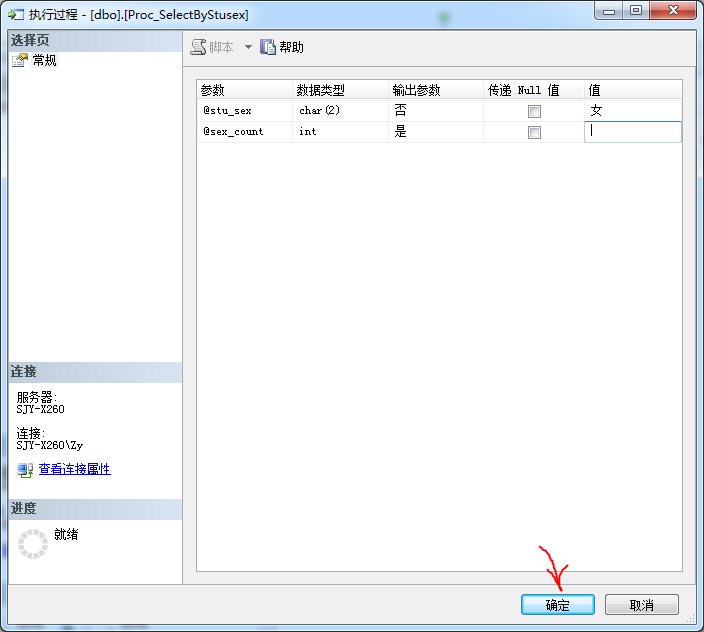 执行过程 - [dbo].[Proc_SelectByStusex]
选择页
常规
脚本 帮助
参数 数据类型 输出参数 传递 Null 值 值
@stu_sex char(2) 否 女
@sex_count int 是
连接
服务器:
SJY-X260
连接:
SJY-X260\Zy
查看连接属性
进度
就绪
确定 取消